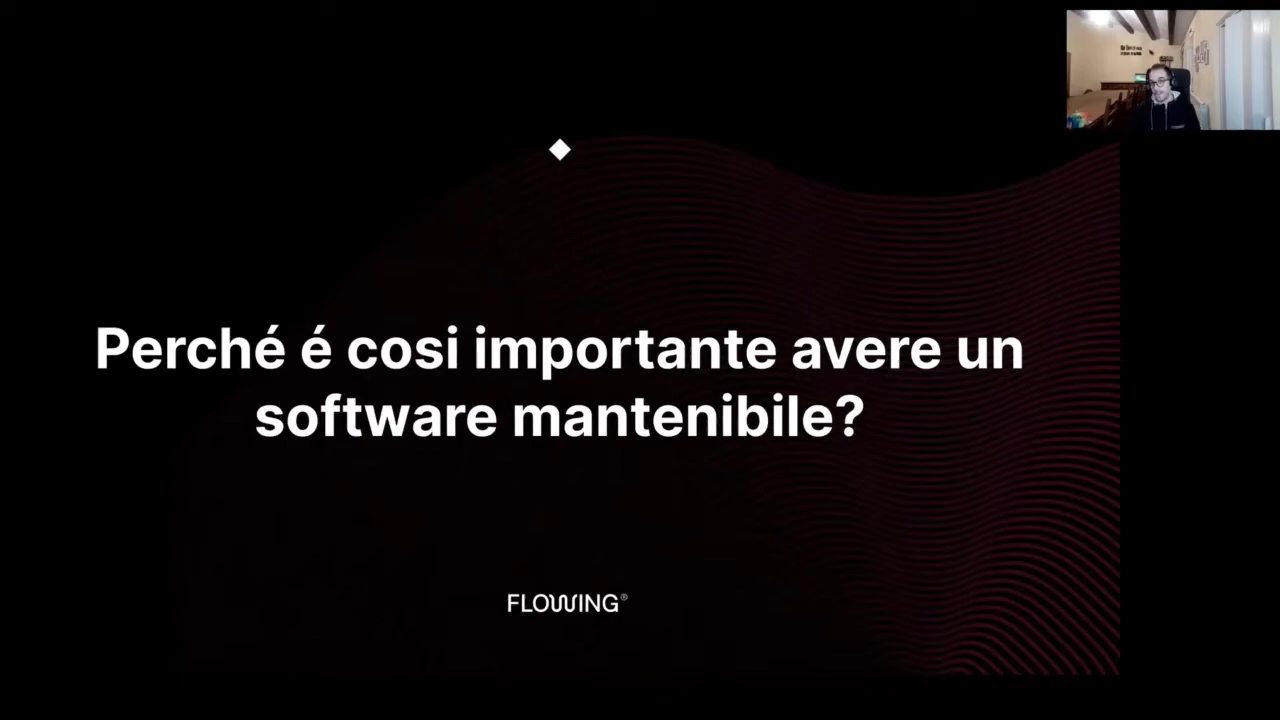 Perché é cosi importante avere un
software mantenibile?
FLOWING®